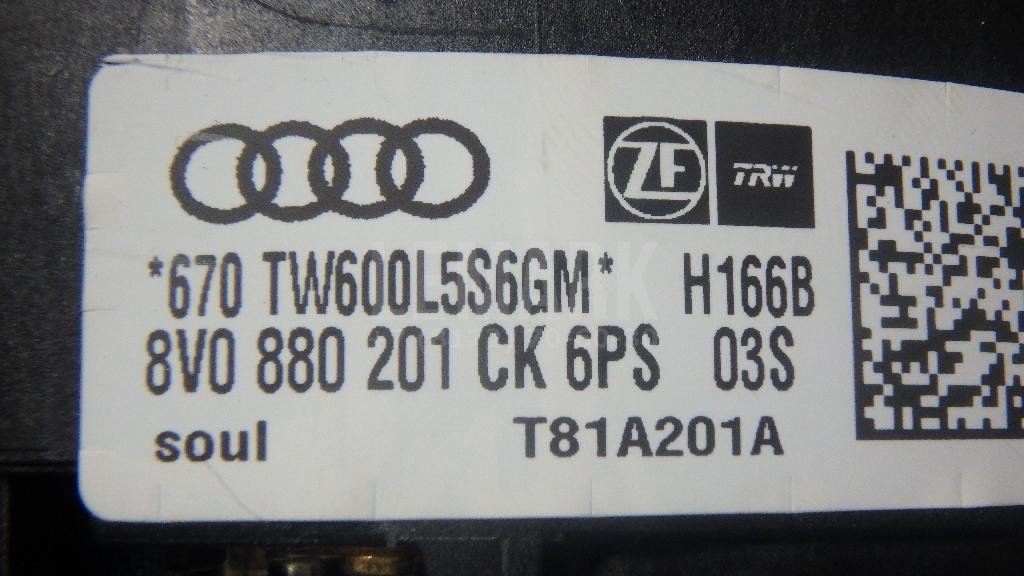 ZF TRW
*670 TW600L5S6GM* H166B
8V0 880 201 CK 6PS 03S
soul T81A201A